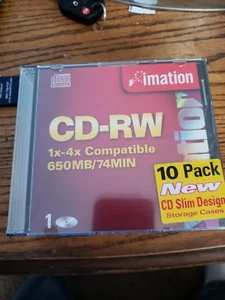 imation
CD-RW
1x-4x Compatible
650MB/74MIN
10 Pack
New
CD Slim Design
Storage Cases
1